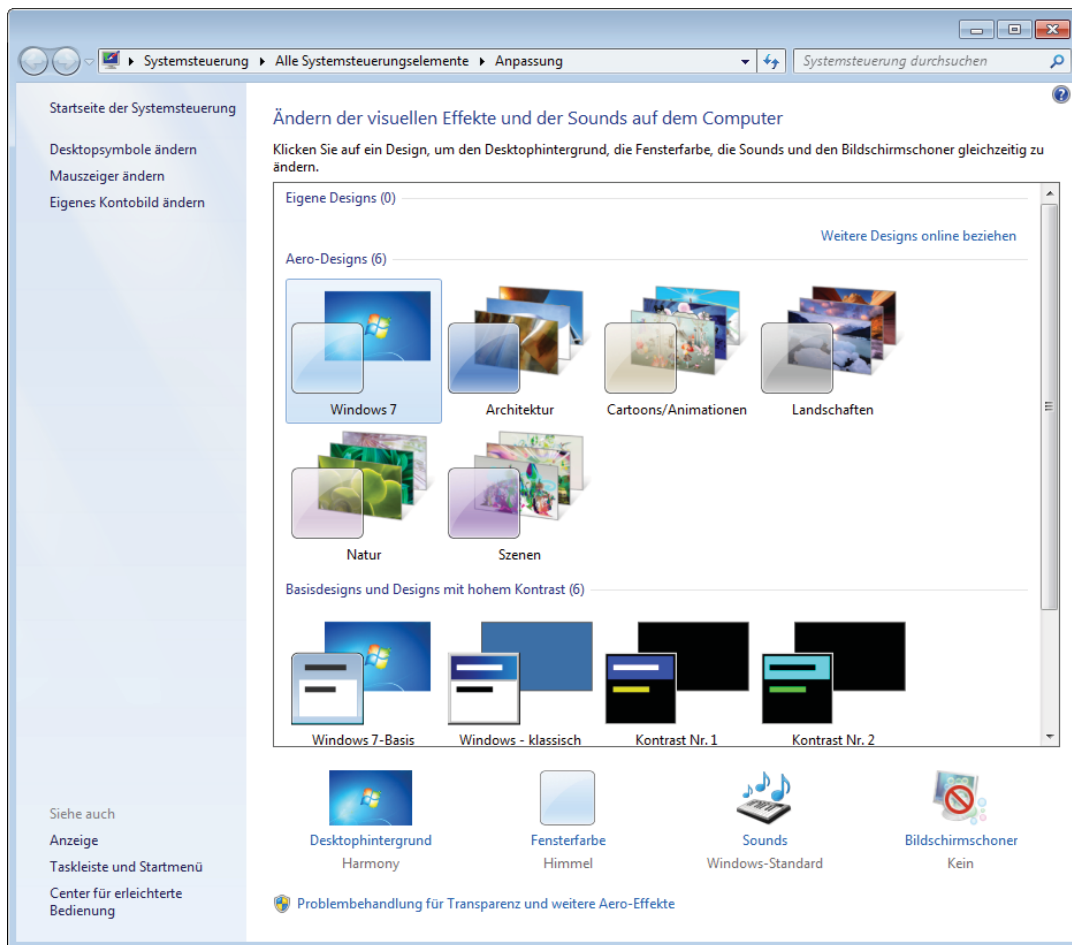 Systemsteuerung Alle Systemsteuerungselemente Anpassung
Systemsteuerung durchsuchen
Startseite der Systemsteuerung
Desktopsymbole ändern
Mauszeiger ändern
Eigenes Kontobild ändern
Ändern der visuellen Effekte und der Sounds auf dem Computer
Klicken Sie auf ein Design, um den Desktophintergrund, die Fensterfarbe, die Sounds und den Bildschirmschoner gleichzeitig zu
ändern.
Eigene Designs (0)
Weitere Designs online beziehen
Aero-Designs (6)
Windows 7 Architektur Cartoons/Animationen Landschaften
Natur Szenen
Basisdesigns und Designs mit hohem Kontrast (6)
Windows 7-Basis Windows - klassisch Kontrast Nr. 1 Kontrast Nr. 2
Desktophintergrund Fensterfarbe Sounds Bildschirmschoner
Harmony Himmel Windows-Standard Kein
Problembehandlung für Transparenz und weitere Aero-Effekte
Siehe auch
Anzeige
Taskleiste und Startmenü
Center für erleichterte
Bedienung